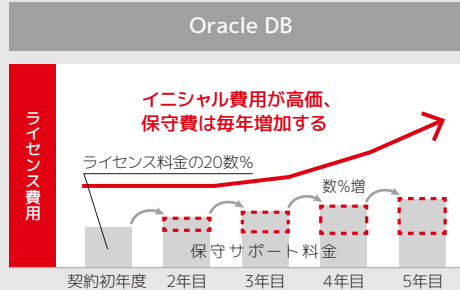 Oracle DB
ライセンス費用
イニシャル費用が高価、
保守費は毎年増加する
ライセンス料金の20数%
数%増
保守サポート料金
契約初年度 2年目 3年目 4年目 5年目